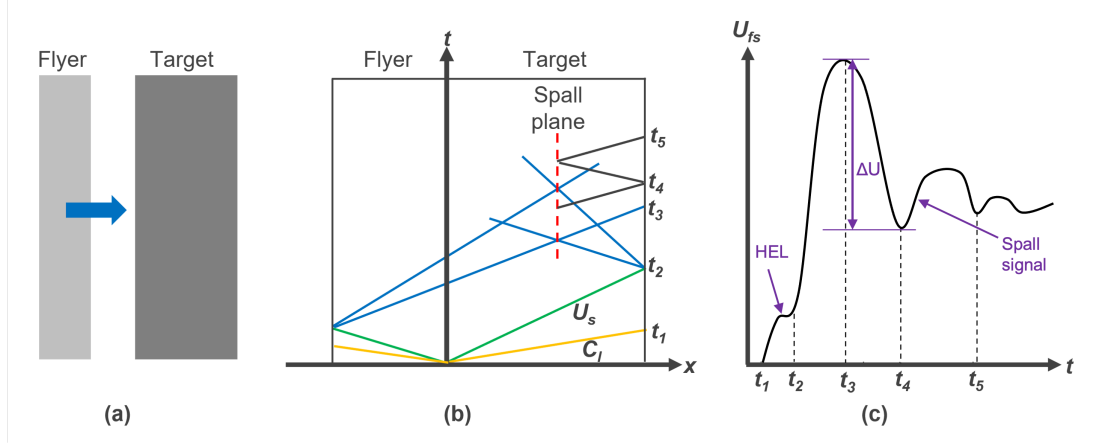 Flyer
Target
(a)
t
Flyer
Target
Spall
plane
t5
t4
t3
t2
Us
t1
Cl
x
(b)
Ufs
ΔU
HEL
Spall
signal
t1
t2
t3
t4
t5
t
(c)